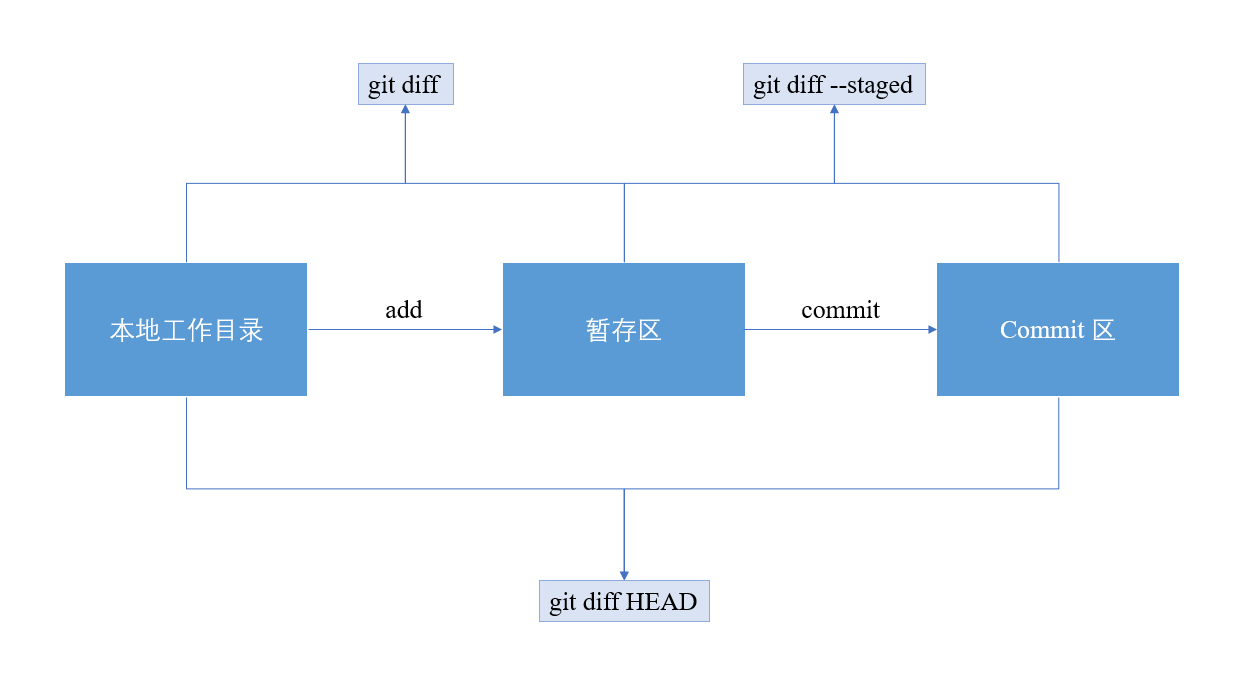 git diff
git diff --staged
本地工作目录
add
暂存区
commit
Commit 区
git diff HEAD